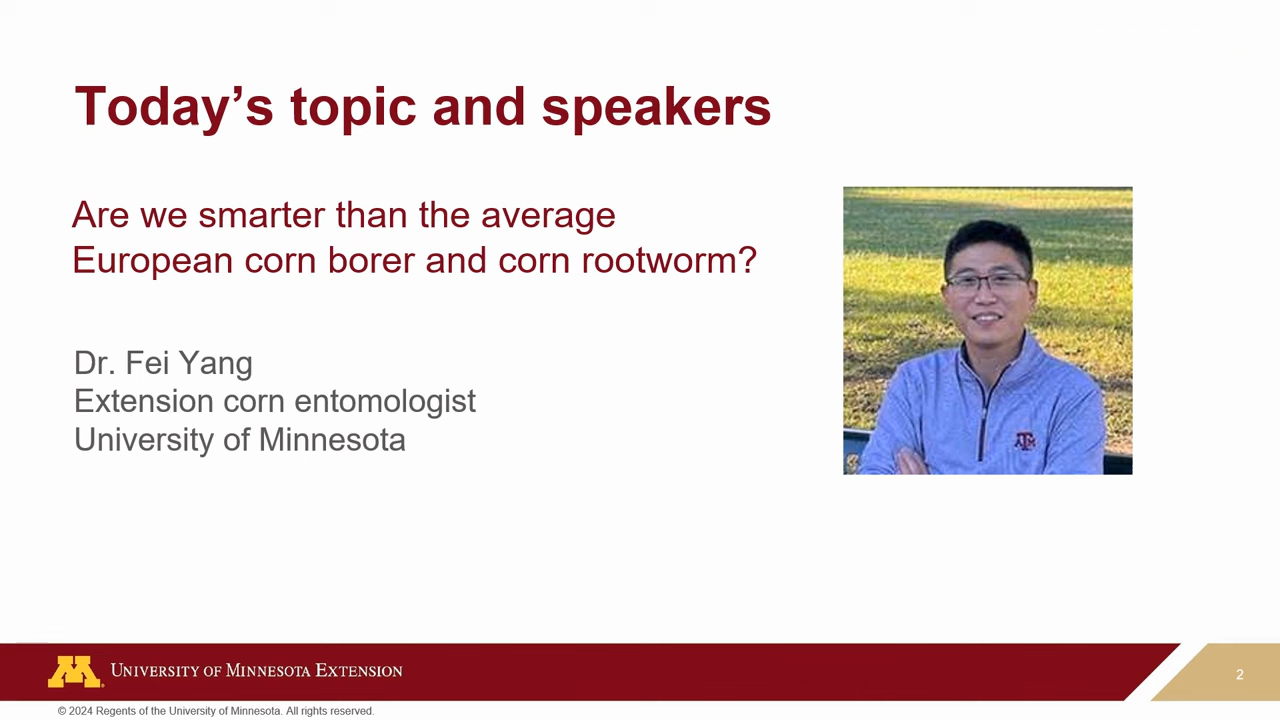 Today’s topic and speakers
Are we smarter than the average
European corn borer and corn rootworm?
Dr. Fei Yang
Extension corn entomologist
University of Minnesota
ATM
M
University of Minnesota Extension
2
© 2024 Regents of the University of Minnesota. All rights reserved.